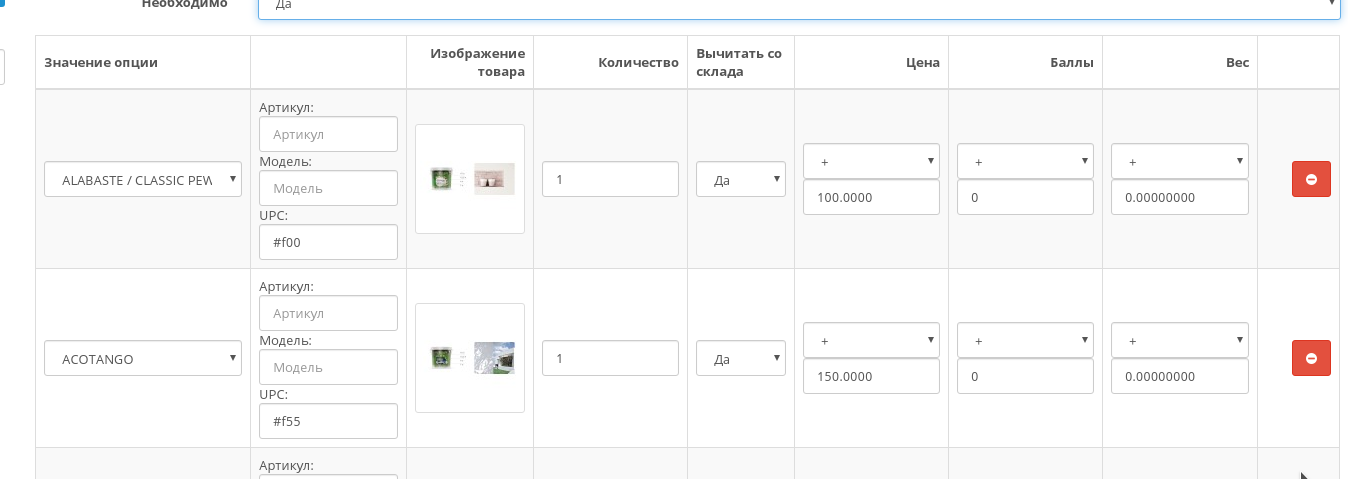 Необходимо
Да
Значение опции
Изображение
товара
Количество
Вычитать со
склада
Цена
Баллы
Вес
ALABASTE / CLASSIC PEW
Артикул:
Артикул
Модель:
Модель
UPC:
#f00
1
Да
+
100.0000
+
0
+
0.00000000
ACOTANGO
Артикул:
Артикул
Модель:
Модель
UPC:
#f55
1
Да
+
150.0000
+
0
+
0.00000000
Артикул: